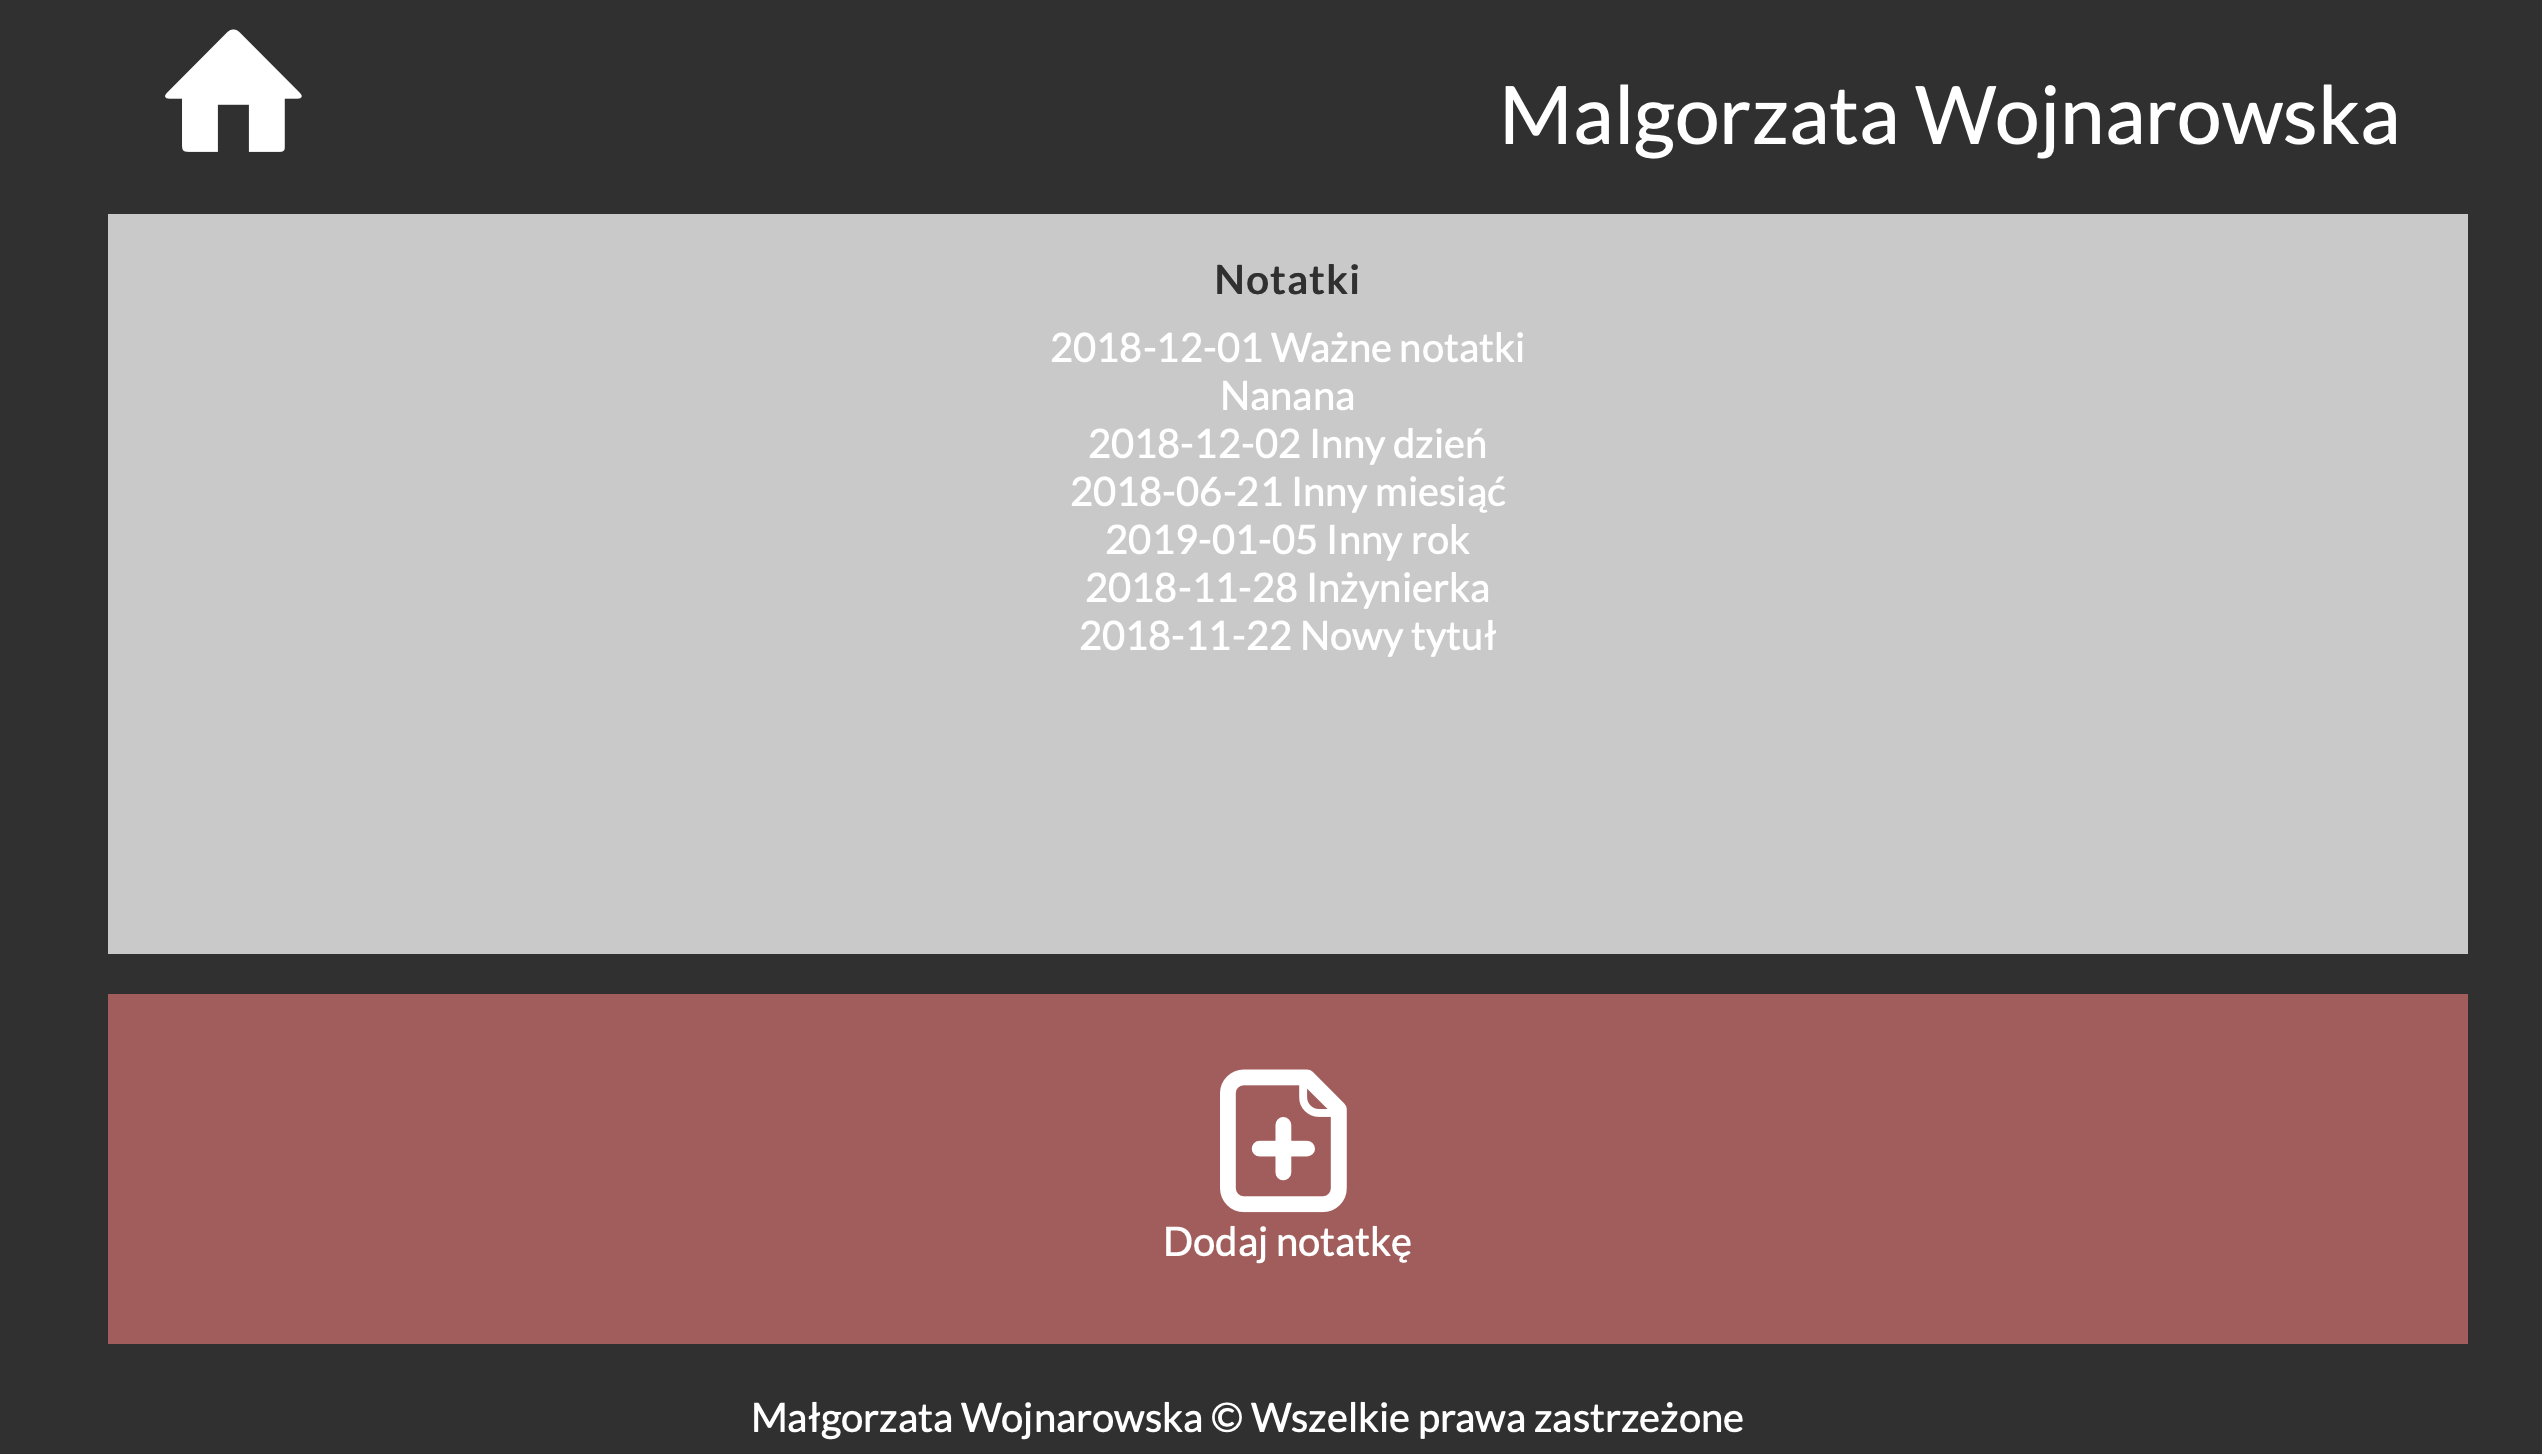 Malgorzata Wojnarowska
Notatki
2018-12-01 Ważne notatki
Nanana
2018-12-02 Inny dzień
2018-06-21 Inny miesiąć
2019-01-05 Inny rok
2018-11-28 Inżynierka
2018-11-22 Nowy tytuł
Dodaj notatkę
Małgorzata Wojnarowska © Wszelkie prawa zastrzeżone